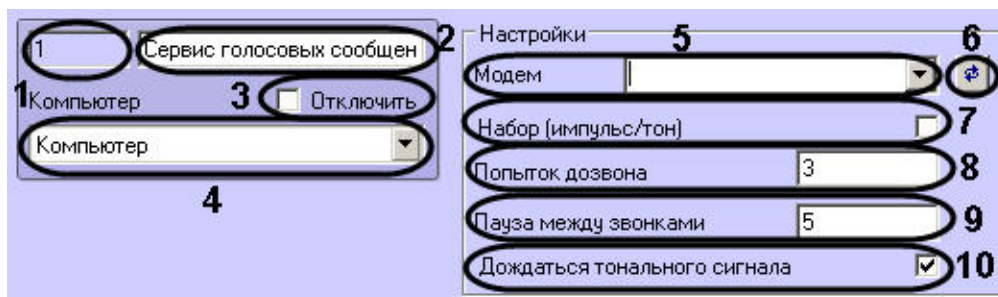 1 Сервис голосовых сообщен 2
1 Компьютер 3 Отключить
Компьютер
4
Настройки 5 6
Модем
Набор (импульс/тон) 7
Попыток дозвона 3 8
Пауза между звонками 5 9
Дождаться тонального сигнала 10